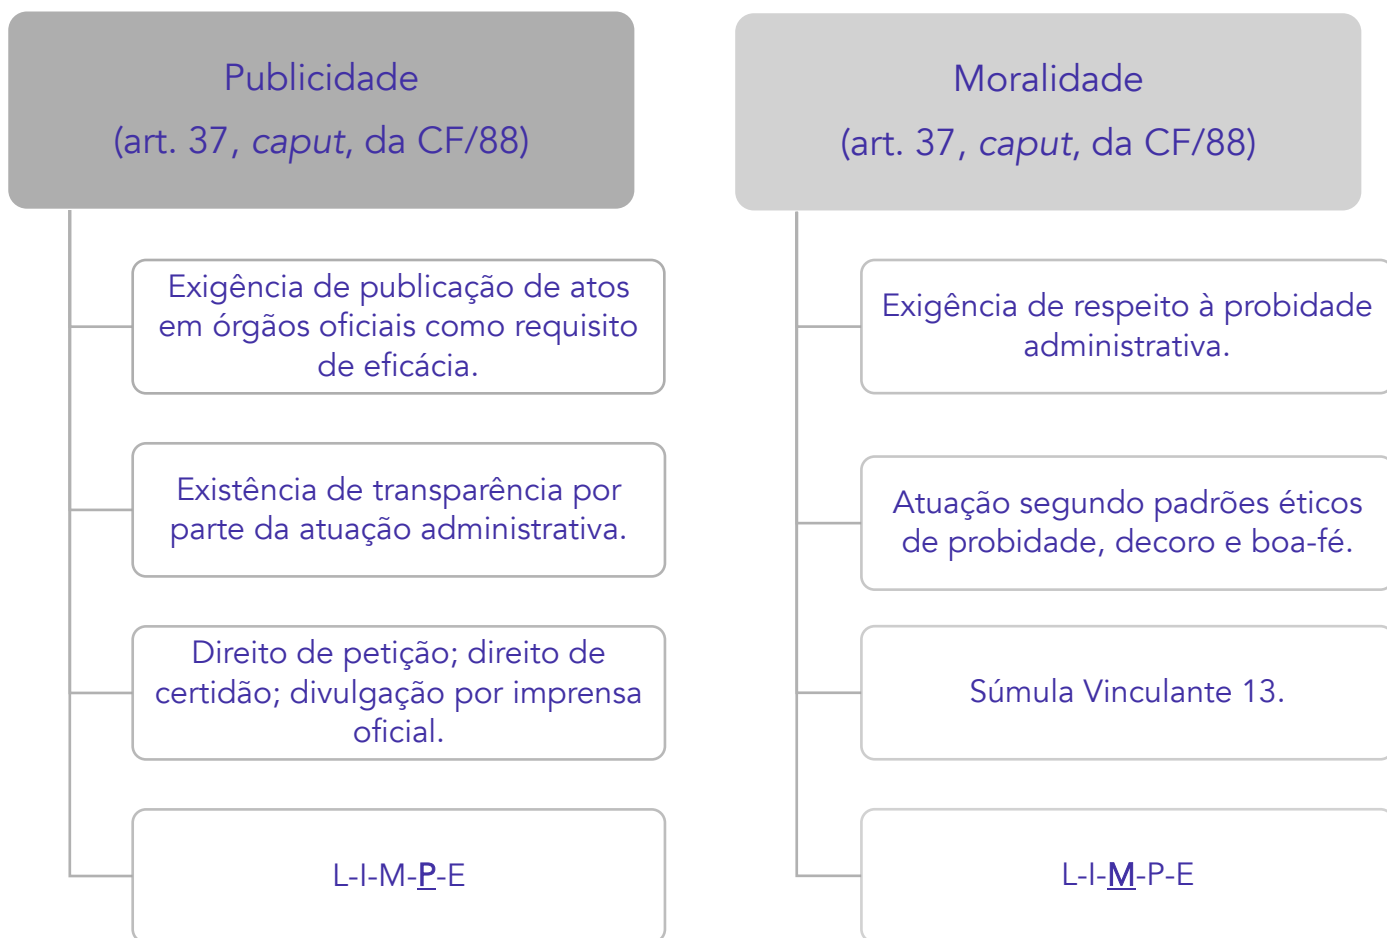 Publicidade
(art. 37, caput, da CF/88)
Exigência de publicação de atos
em órgãos oficiais como requisito
de eficácia.
Existência de transparência por
parte da atuação administrativa.
Direito de petição; direito de
certidão; divulgação por imprensa
oficial.
L-I-M-P-E
Moralidade
(art. 37, caput, da CF/88)
Exigência de respeito à probidade
administrativa.
Atuação segundo padrões éticos
de probidade, decoro e boa-fé.
Súmula Vinculante 13.
L-I-M-P-E